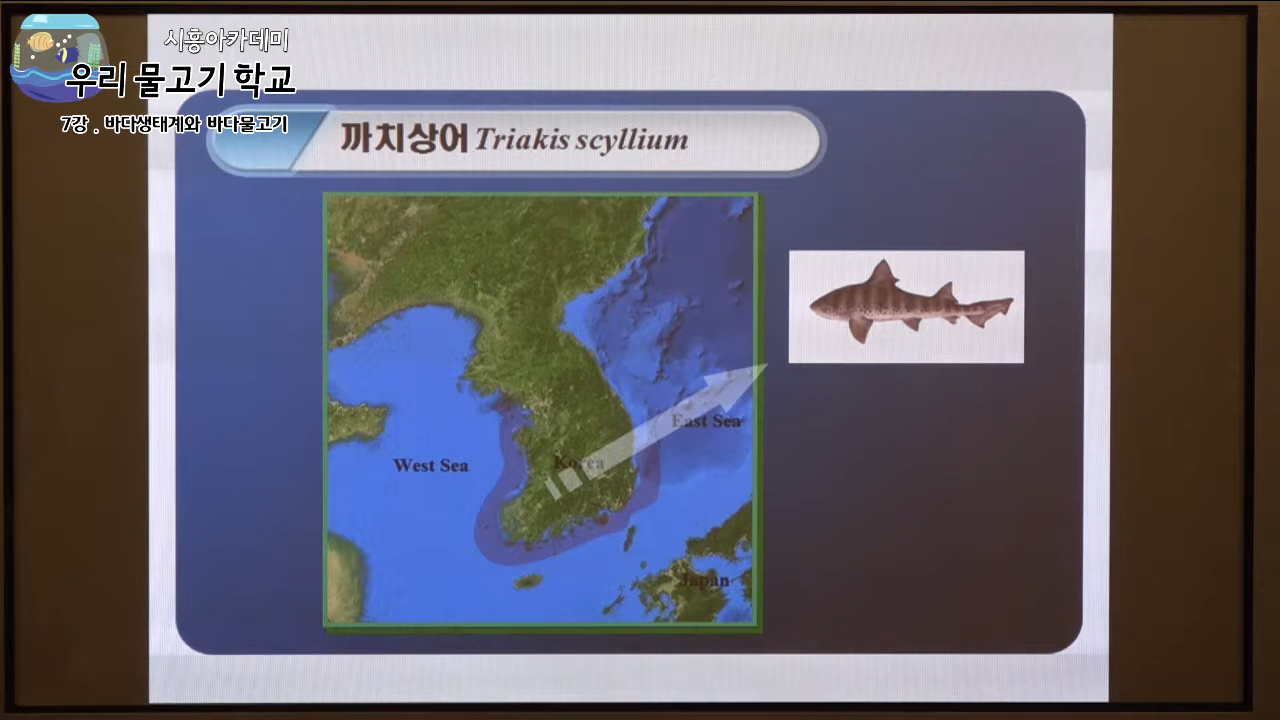 시흥아카데미
우리 물고기 학교
7강 . 바다생태계와 바다물고기
까치상어 Triakis scyllium
East Sea
Korea
West Sea
Japan